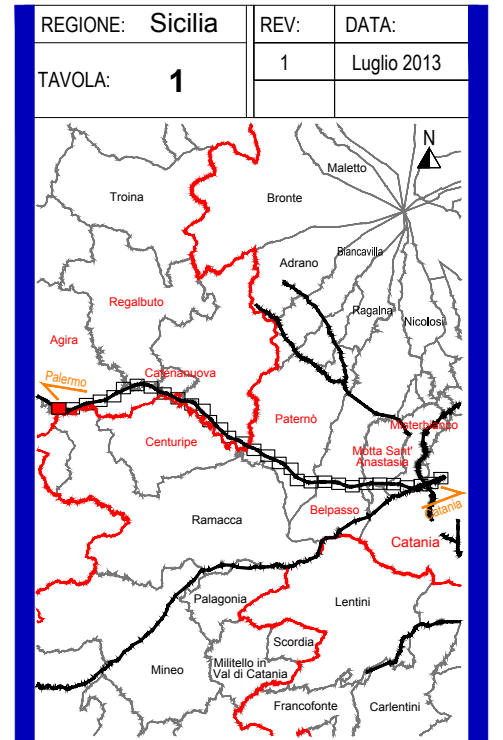 REGIONE: Sicilia REV: DATA:
TAVOLA: 1 1 Luglio 2013
N
Maletto
Troina
Bronte
Biancavilla
Adrano
Regalbuto
Ragalna
Nicolosi
Agira
Catenanuova
Palermo
Paternò
Misterbianco
Centuripe
Motta Sant'
Anastasia
Belpasso
Catania
Ramacca
Catania
Palagonia
Lentini
Scordia
Mineo
Militello in
Val di Catania
Francofonte
Carlentini